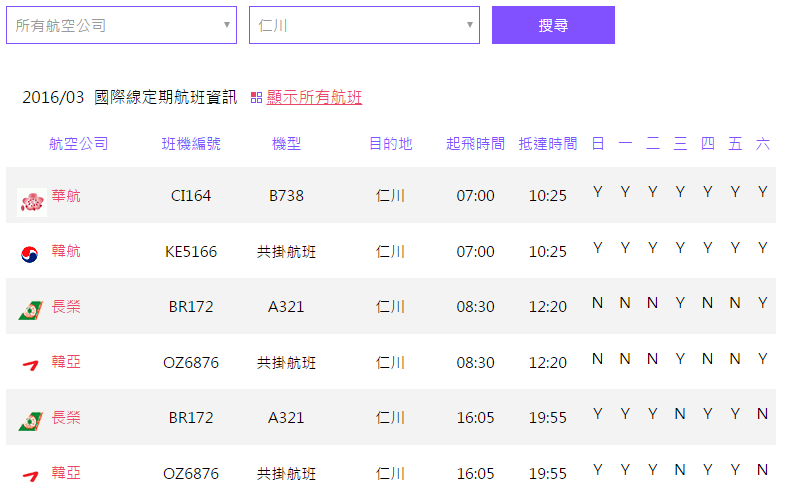 所有航空公司 仁川 搜尋
2016/03 國際線定期航班資訊 顯示所有航班
航空公司 班機編號 機型 目的地 起飛時間 抵達時間 日 一 二 三 四 五 六
華航 CI164 B738 仁川 07:00 10:25 Y Y Y Y Y Y Y
韓航 KE5166 共掛航班 仁川 07:00 10:25 Y Y Y Y Y Y Y
長榮 BR172 A321 仁川 08:30 12:20 N N N Y N N Y
韓亞 OZ6876 共掛航班 仁川 08:30 12:20 N N N Y N N Y
長榮 BR172 A321 仁川 16:05 19:55 Y Y Y N Y Y N
韓亞 OZ6876 共掛航班 仁川 16:05 19:55 Y Y Y N Y Y N